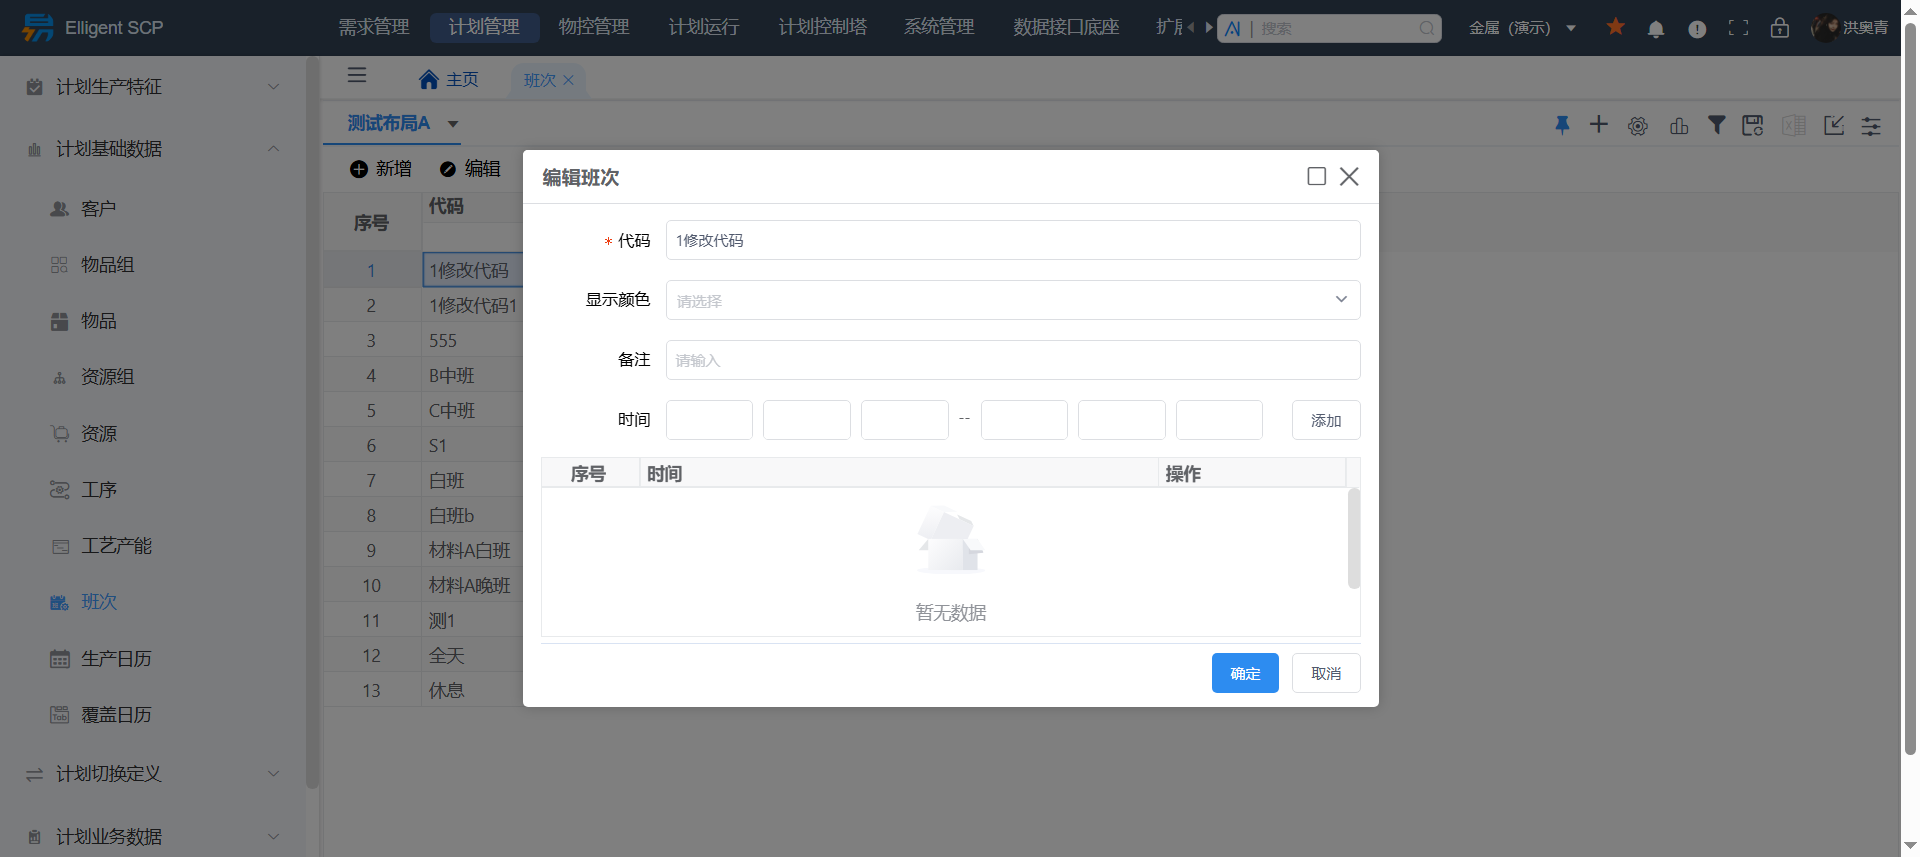 Elligent SCP
需求管理
计划管理
物控管理
计划运行
计划控制塔
系统管理
数据接口底座
搜索
金属 (演示)
洪奥青
计划生产特征
计划基础数据
客户
物品组
物品
资源组
资源
工序
工艺产能
班次
生产日历
覆盖日历
计划切换定义
计划业务数据
主页
班次
测试布局A
新增
编辑
序号
代码
1 1修改代码
2 1修改代码1
3 555
4 B中班
5 C中班
6 S1
7 白班
8 白班b
9 材料A白班
10 材料A晚班
11 测1
12 全天
13 休息
编辑班次
* 代码 1修改代码
显示颜色 请选择
备注 请输入
时间 -- 添加
序号 时间 操作
暂无数据
确定 取消